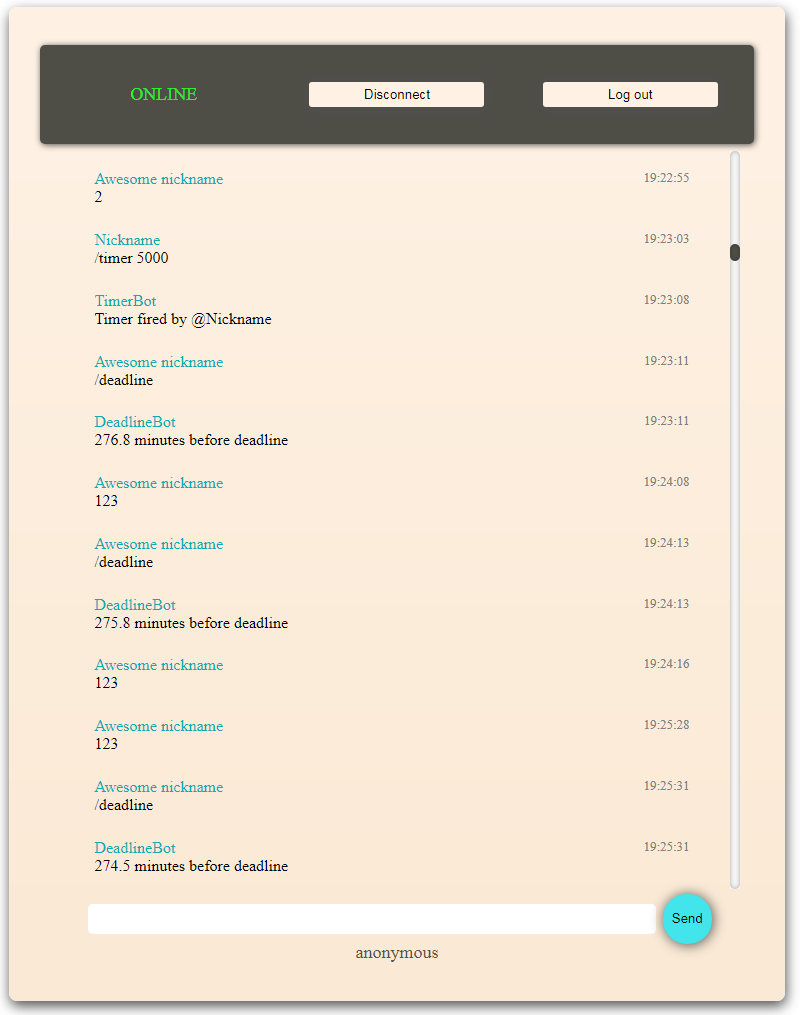 ONLINE Disconnect Log out
Awesome nickname 19:22:55
2
Nickname 19:23:03
/timer 5000
TimerBot 19:23:08
Timer fired by @Nickname
Awesome nickname 19:23:11
/deadline
DeadlineBot 19:23:11
276.8 minutes before deadline
Awesome nickname 19:24:08
123
Awesome nickname 19:24:13
/deadline
DeadlineBot 19:24:13
275.8 minutes before deadline
Awesome nickname 19:24:16
123
Awesome nickname 19:25:28
123
Awesome nickname 19:25:31
/deadline
DeadlineBot 19:25:31
274.5 minutes before deadline
Send
anonymous